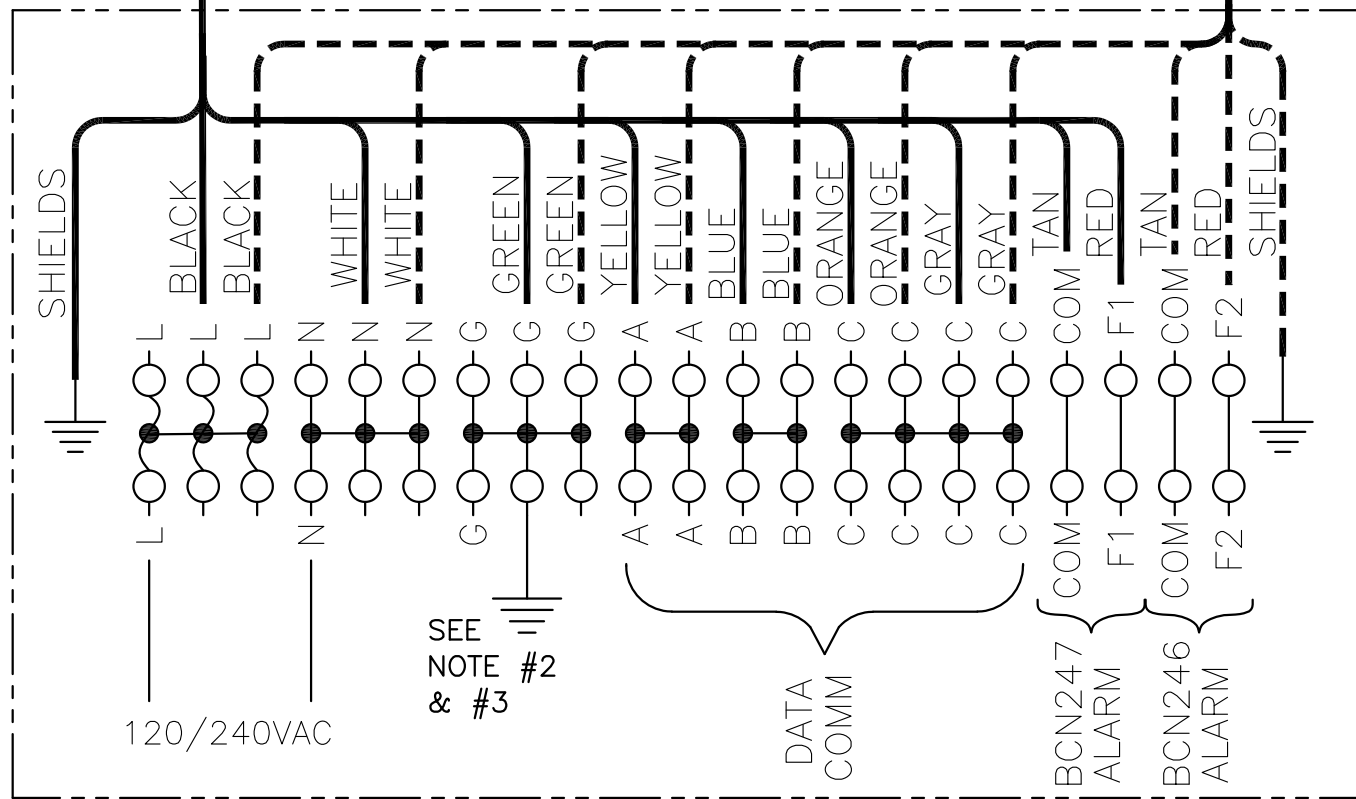 SHIELDS
BLACK
BLACK
WHITE
WHITE
GREEN
GREEN
YELLOW
YELLOW
BLUE
BLUE
ORANGE
ORANGE
GRAY
GRAY
TAN
RED
TAN
RED
SHIELDS
L
L
L
N
N
N
G
G
G
A
A
B
B
C
C
C
C
COM
F1
COM
F2
L
N
G
A
A
B
B
C
C
C
C
COM
F1
COM
F2
120/240VAC
SEE
NOTE #2
& #3
DATA
COMM
BCN247
ALARM
BCN246
ALARM